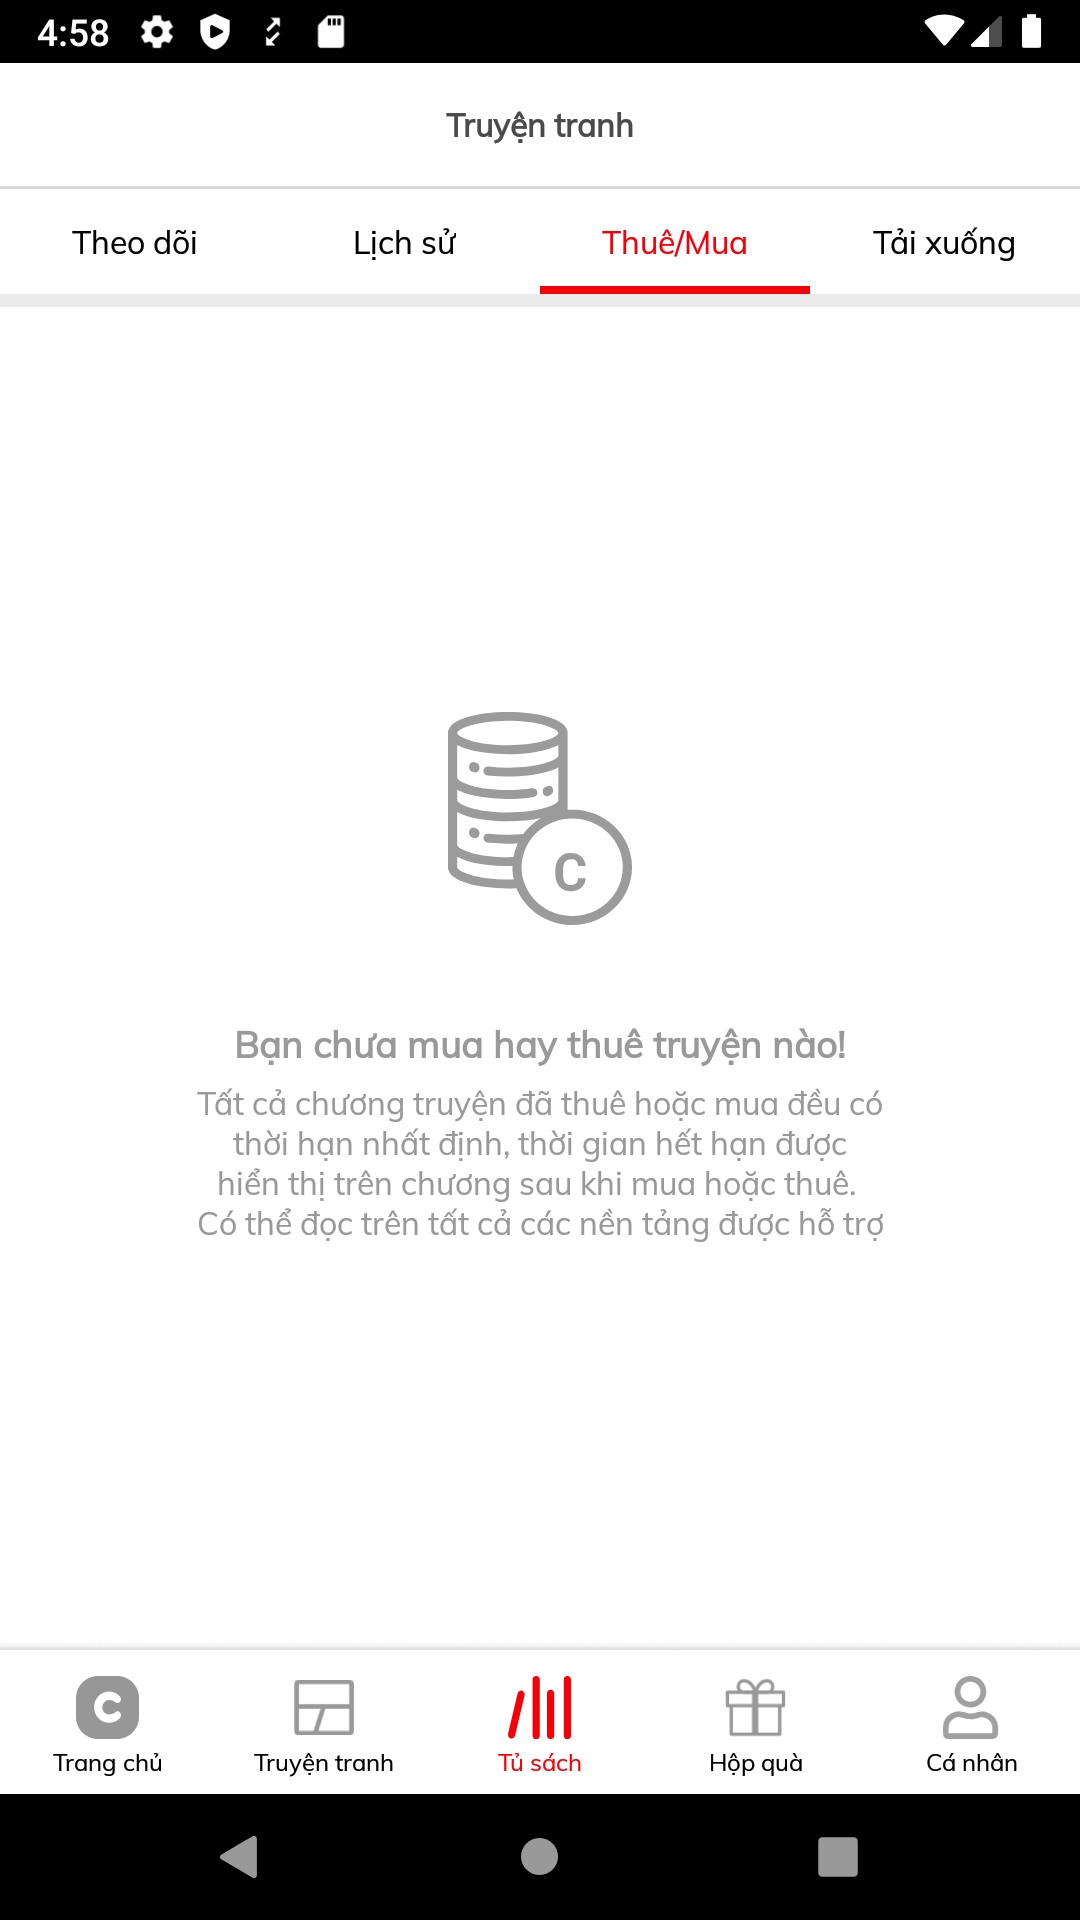 4:58
Truyện tranh
Theo dõi
Lịch sử
Thuê/Mua
Tải xuống
C
Bạn chưa mua hay thuê truyện nào!
Tất cả chương truyện đã thuê hoặc mua đều có
thời hạn nhất định, thời gian hết hạn được
hiển thị trên chương sau khi mua hoặc thuê.
Có thể đọc trên tất cả các nền tảng được hỗ trợ
C
Trang chủ
Truyện tranh
Tủ sách
Hộp quà
Cá nhân